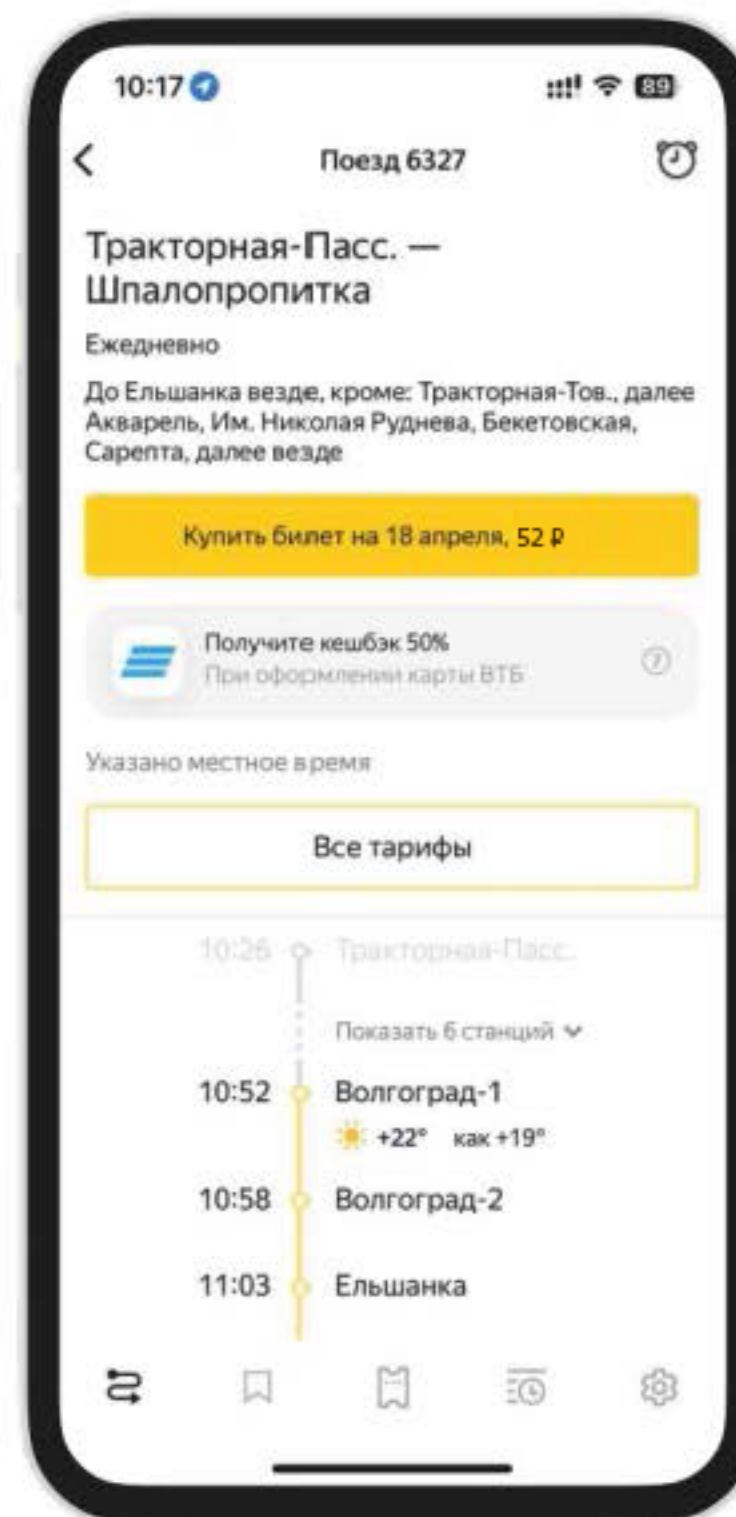 10:17
89
Поезд 6327
Тракторная-Пасс. —
Шпалопропитка
Ежедневно
До Ельшанка везде, кроме: Тракторная-Тов., далее
Акварель, Им. Николая Руднева, Бекетовская,
Сарепта, далее везде
Купить билет на 18 апреля, 52 ₽
Получите кешбэк 50%
При оформлении карты ВТБ
?
Указано местное время
Все тарифы
10:26 Тракторная-Пасс.
Показать 6 станций
10:52 Волгоград-1
+22° как +19°
10:58 Волгоград-2
11:03 Ельшанка